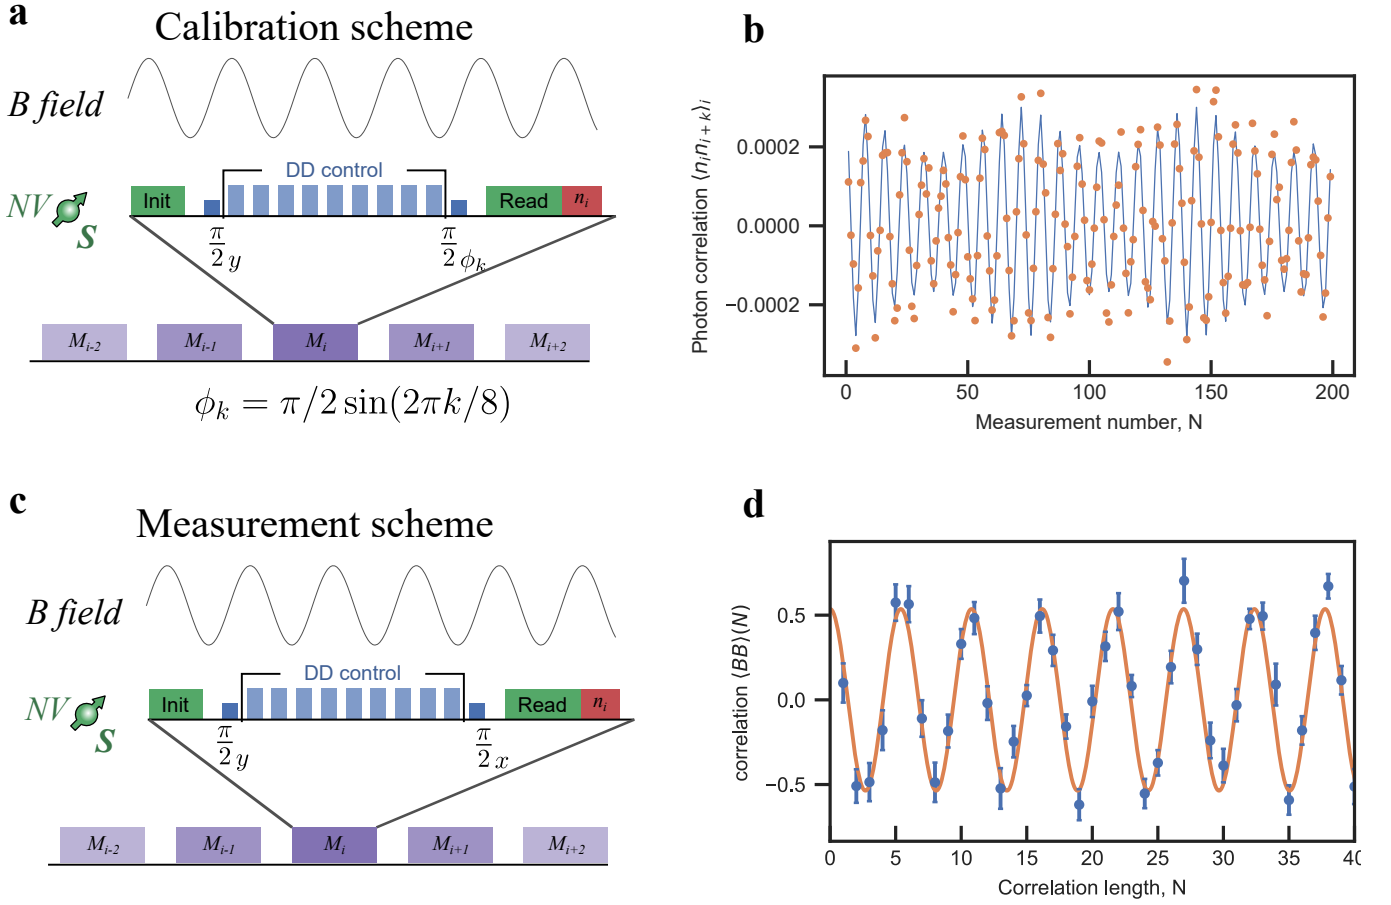 a
Calibration scheme
B field
DD control
NV
S
Init
Read
n_i
π/2 y
π/2 ϕ_k
M_{i-2}
M_{i-1}
M_i
M_{i+1}
M_{i+2}
ϕ_k = π/2 sin(2πk/8)
b
Photon correlation ⟨n_i n_{i+k}⟩_i
0.0002
0.0000
−0.0002
0 50 100 150 200
Measurement number, N
c
Measurement scheme
B field
DD control
NV
S
Init
Read
n_i
π/2 y
π/2 x
M_{i-2}
M_{i-1}
M_i
M_{i+1}
M_{i+2}
d
correlation ⟨BB⟩(N)
0.5
0.0
−0.5
0 5 10 15 20 25 30 35 40
Correlation length, N